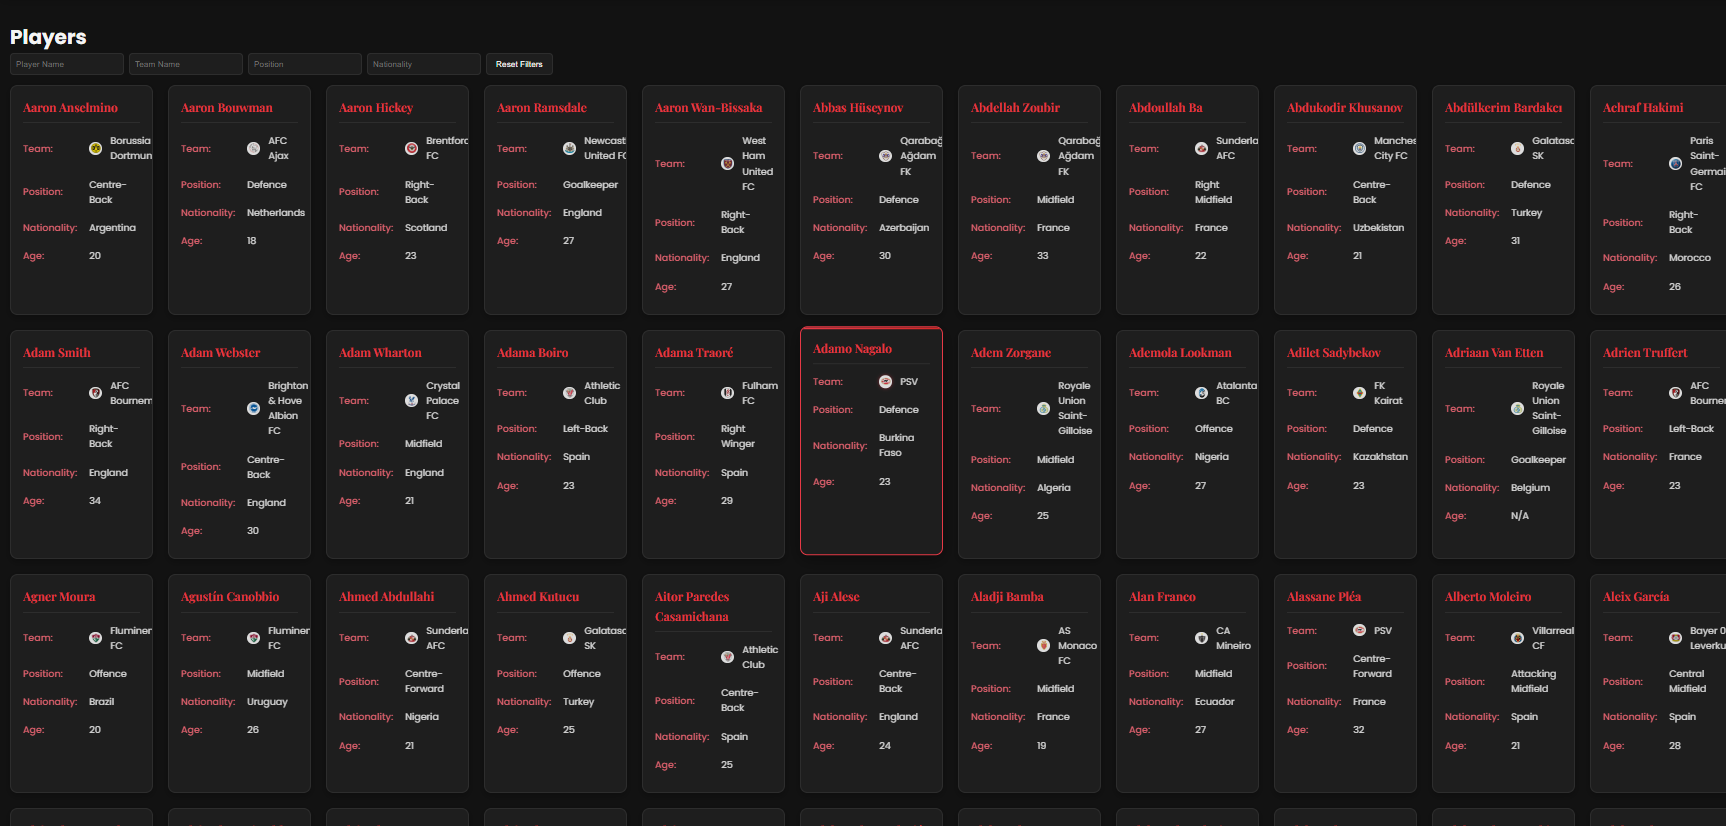 Players
Player Name
Team Name
Position
Nationality
Reset Filters
Aaron Anselmino
Team: Borussia
Dortmun
Position: Centre-
Back
Nationality: Argentina
Age: 20
Aaron Bouwman
Team: AFC
Ajax
Position: Defence
Nationality: Netherlands
Age: 18
Aaron Hickey
Team: Brentford
FC
Position: Right-
Back
Nationality: Scotland
Age: 23
Aaron Ramsdale
Team: Newcast
United FC
Position: Goalkeeper
Nationality: England
Age: 27
Aaron Wan-Bissaka
Team: West
Ham
United
FC
Position: Right-
Back
Nationality: England
Age: 27
Abbas Hüseynov
Team: Qarabağ
Ağdam
FK
Position: Defence
Nationality: Azerbaijan
Age: 30
Abdellah Zoubir
Team: Qarabağ
Ağdam
FK
Position: Midfield
Nationality: France
Age: 33
Abdoullah Ba
Team: Sunderla
AFC
Position: Right
Midfield
Nationality: France
Age: 22
Abdukodir Khusanov
Team: Manches
City FC
Position: Centre-
Back
Nationality: Uzbekistan
Age: 21
Abdülkerim Bardakcı
Team: Galatasa
SK
Position: Defence
Nationality: Turkey
Age: 31
Achraf Hakimi
Team: Paris
Saint-
Germai
FC
Position: Right-
Back
Nationality: Morocco
Age: 26
Adam Smith
Team: AFC
Bournem
Position: Right-
Back
Nationality: England
Age: 34
Adam Webster
Team: Brighton
& Hove
Albion
FC
Position: Centre-
Back
Nationality: England
Age: 30
Adam Wharton
Team: Crystal
Palace
FC
Position: Midfield
Nationality: England
Age: 21
Adama Boiro
Team: Athletic
Club
Position: Left-Back
Nationality: Spain
Age: 23
Adama Traoré
Team: Fulham
FC
Position: Right
Winger
Nationality: Spain
Age: 29
Adamo Nagalo
Team: PSV
Position: Defence
Nationality: Burkina
Faso
Age: 23
Adem Zorgane
Team: Royale
Union
Saint-
Gilloise
Position: Midfield
Nationality: Algeria
Age: 25
Ademola Lookman
Team: Atalanta
BC
Position: Offence
Nationality: Nigeria
Age: 27
Adilet Sadybekov
Team: FK
Kairat
Position: Defence
Nationality: Kazakhstan
Age: 23
Adriaan Van Etten
Team: Royale
Union
Saint-
Gilloise
Position: Goalkeeper
Nationality: Belgium
Age: N/A
Adrien Truffert
Team: AFC
Bourner
Position: Left-Back
Nationality: France
Age: 23
Agner Moura
Team: Fluminer
FC
Position: Offence
Nationality: Brazil
Age: 20
Agustín Canobbio
Team: Fluminer
FC
Position: Midfield
Nationality: Uruguay
Age: 26
Ahmed Abdullahi
Team: Sunderla
AFC
Position: Centre-
Forward
Nationality: Nigeria
Age: 21
Ahmed Kutucu
Team: Galatasa
SK
Position: Offence
Nationality: Turkey
Age: 25
Aitor Paredes
Casamichana
Team: Athletic
Club
Position: Centre-
Back
Nationality: Spain
Age: 25
Aji Alese
Team: Sunderla
AFC
Position: Centre-
Back
Nationality: England
Age: 24
Aladji Bamba
Team: AS
Monaco
FC
Position: Midfield
Nationality: France
Age: 19
Alan Franco
Team: CA
Mineiro
Position: Midfield
Nationality: Ecuador
Age: 27
Alassane Pléa
Team: PSV
Position: Centre-
Forward
Nationality: France
Age: 32
Alberto Moleiro
Team: Villarreal
CF
Position: Attacking
Midfield
Nationality: Spain
Age: 21
Aleix García
Team: Bayer 0
Leverku
Position: Central
Midfield
Nationality: Spain
Age: 28